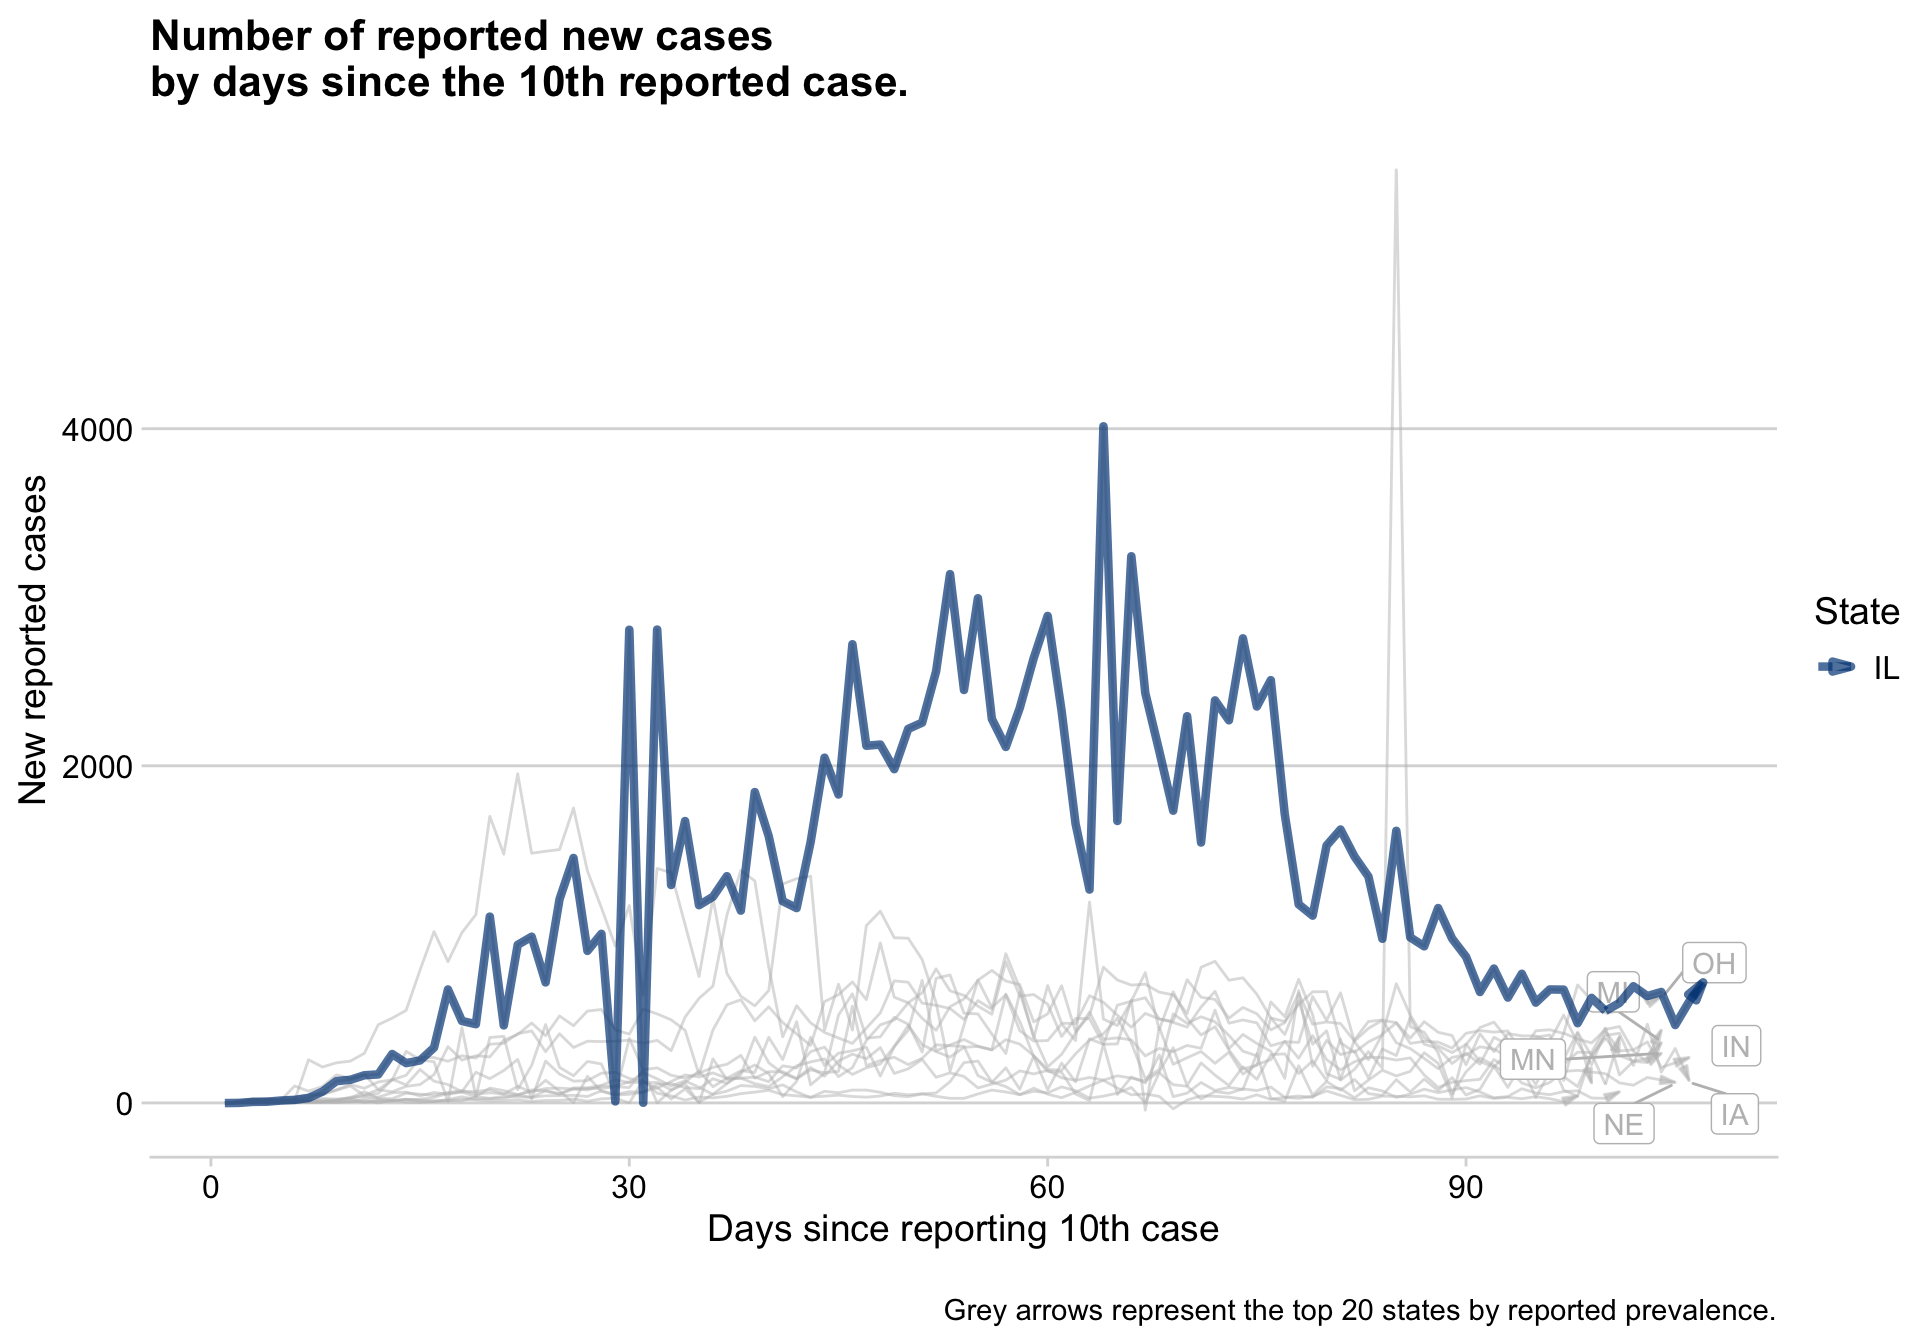 Number of reported new cases
by days since the 10th reported case.
New reported cases
4000
2000
0
OH
MI
MN
IN
NE
IA
State
IL
0
30
60
90
Days since reporting 10th case
Grey arrows represent the top 20 states by reported prevalence.